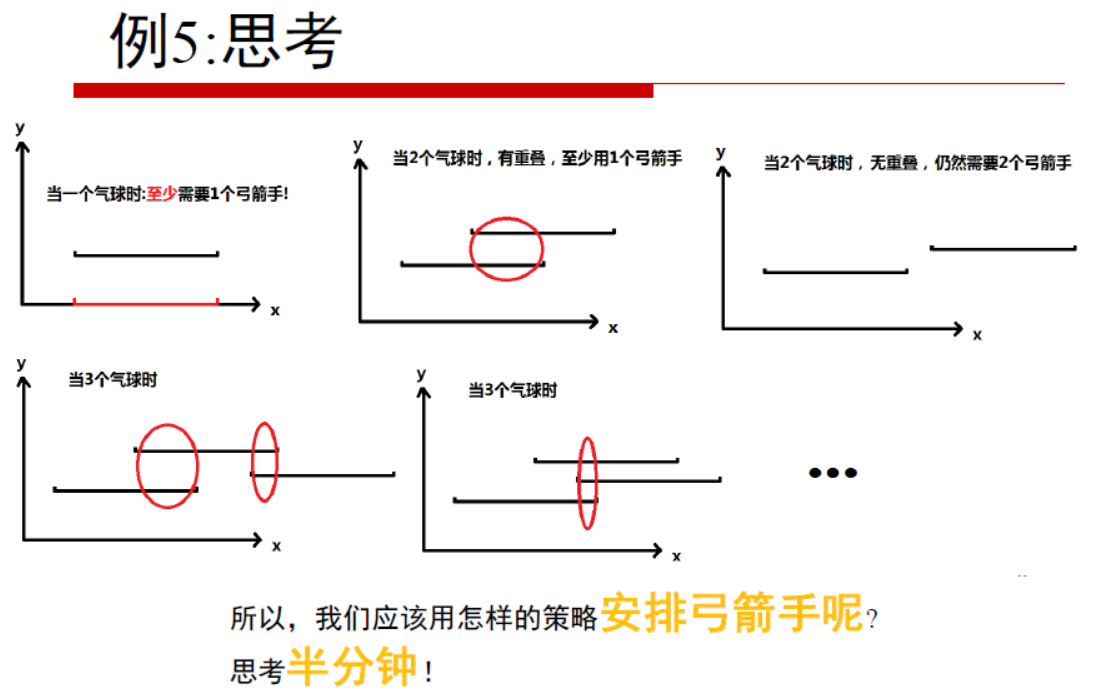 例5:思考
y
当一个气球时:至少需要1个弓箭手!
x
y
当2个气球时，有重叠，至少用1个弓箭手
x
y
当2个气球时，无重叠，仍然需要2个弓箭手
x
y
当3个气球时
x
y
当3个气球时
x
●●●
所以，我们应该用怎样的策略安排弓箭手呢?
思考半分钟！